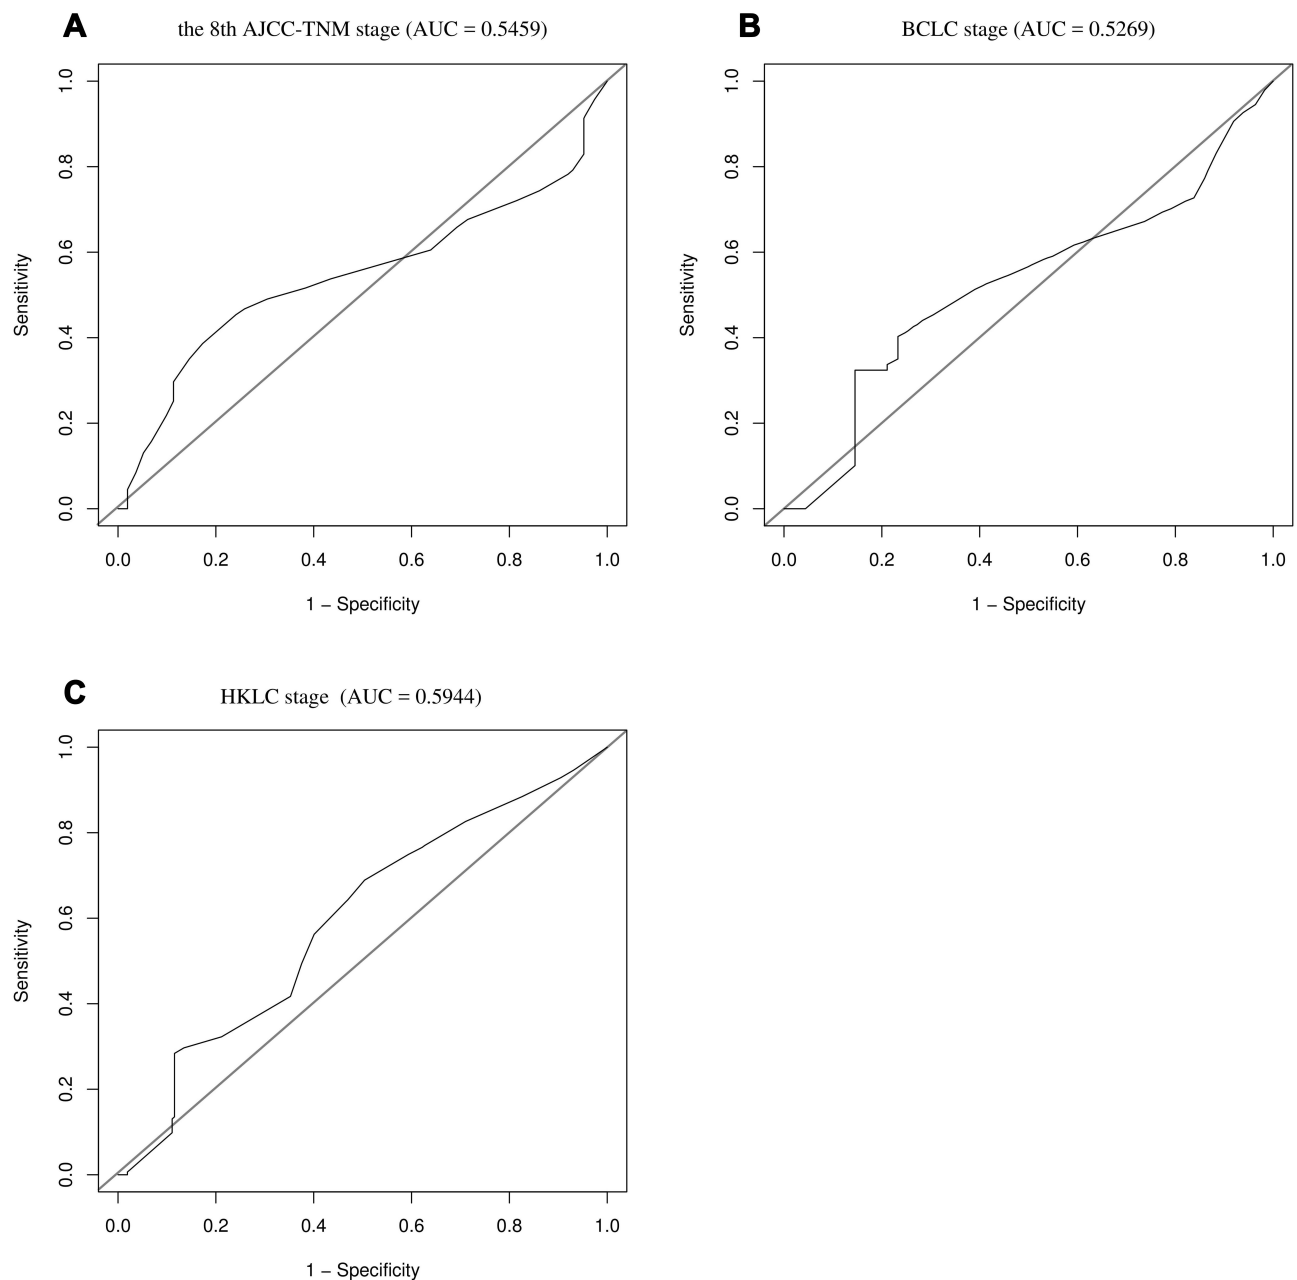 A
the 8th AJCC-TNM stage (AUC = 0.5459)
1.0
0.8
0.6
0.4
0.2
0.0
Sensitivity
0.0 0.2 0.4 0.6 0.8 1.0
1 − Specificity
B
BCLC stage (AUC = 0.5269)
1.0
0.8
0.6
0.4
0.2
0.0
Sensitivity
0.0 0.2 0.4 0.6 0.8 1.0
1 − Specificity
C
HKLC stage (AUC = 0.5944)
1.0
0.8
0.6
0.4
0.2
0.0
Sensitivity
0.0 0.2 0.4 0.6 0.8 1.0
1 − Specificity